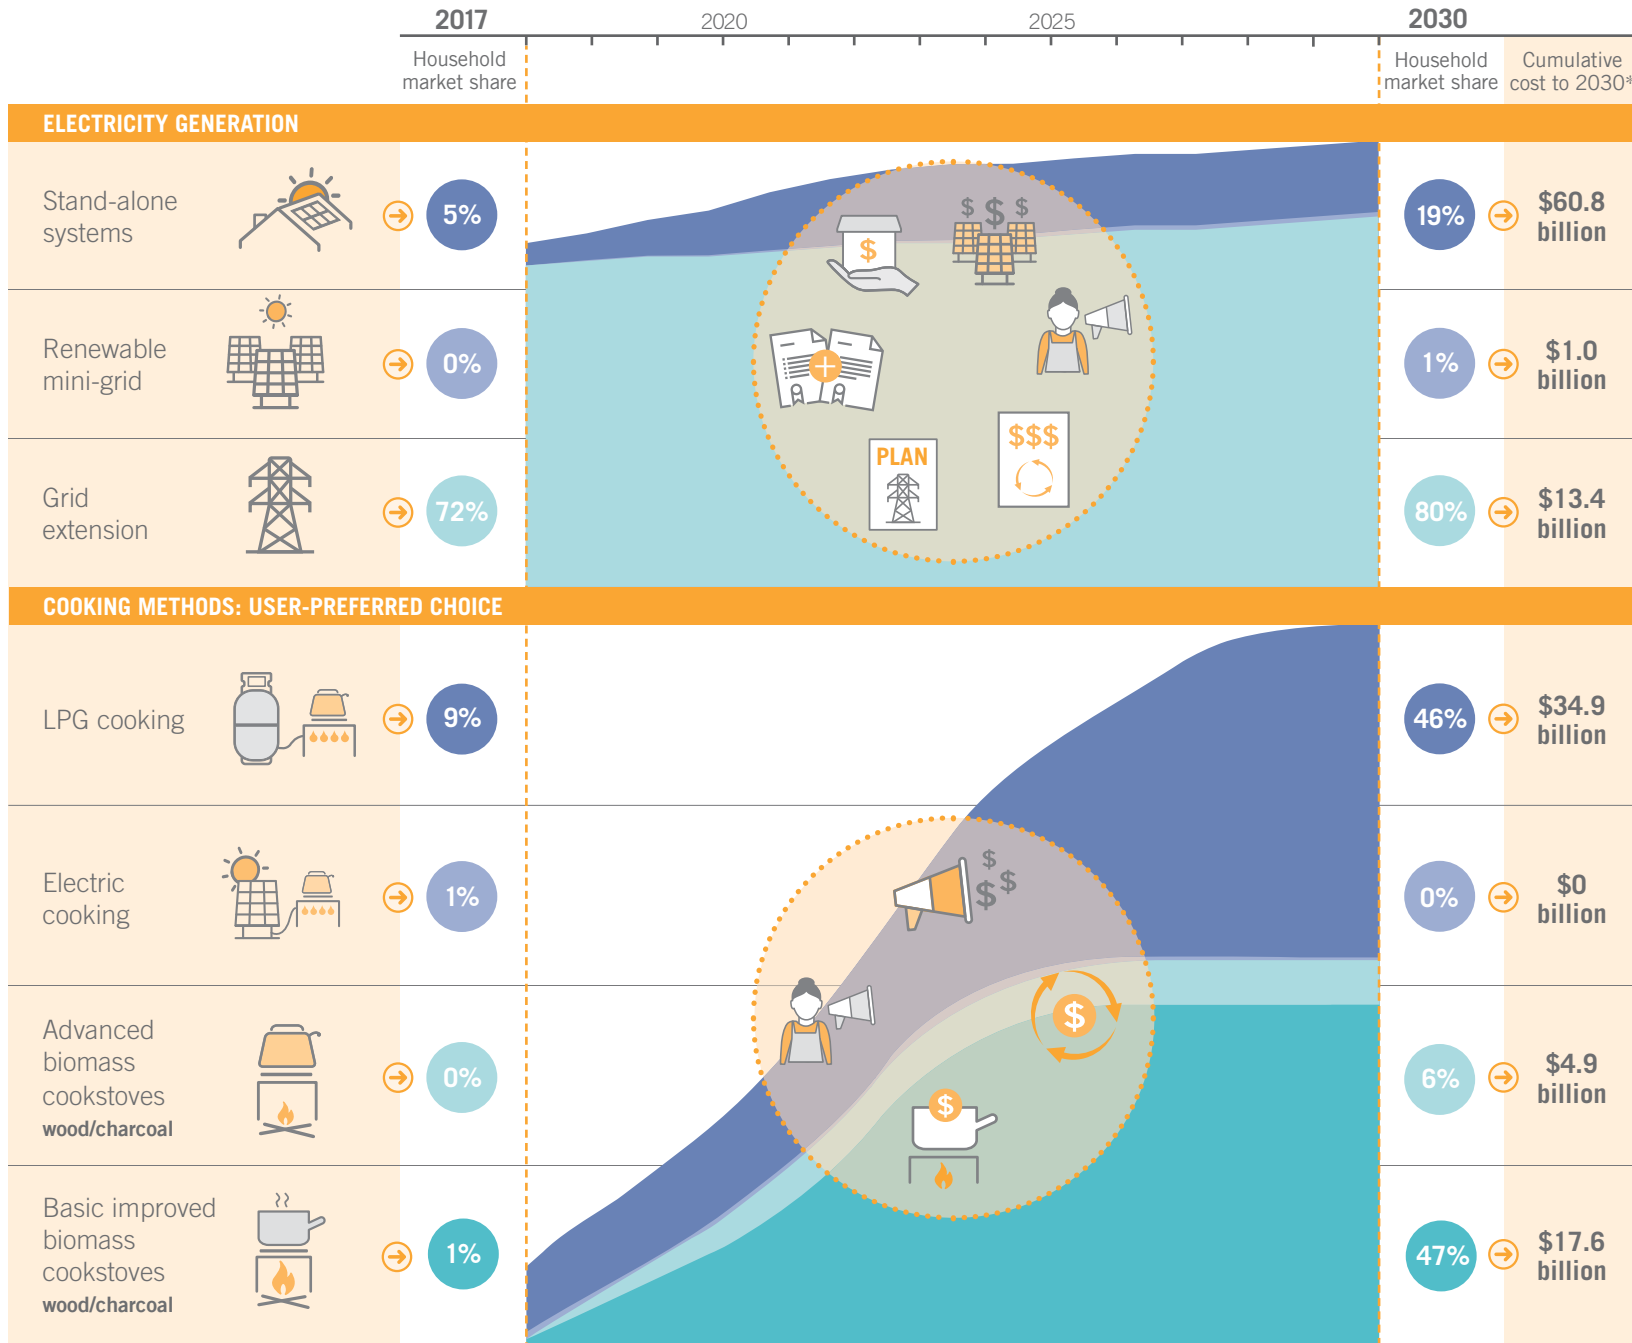 2017
2020
2025
2030
Household
market share
Household
market share
Cumulative
cost to 2030*
ELECTRICITY GENERATION
Stand-alone
systems
5%
$
$ $ $
19%
$60.8
billion
Renewable
mini-grid
0%
1%
$1.0
billion
Grid
extension
72%
PLAN
$$$
80%
$13.4
billion
COOKING METHODS: USER-PREFERRED CHOICE
LPG cooking
9%
46%
$34.9
billion
Electric
cooking
1%
$
$ $
0%
$0
billion
Advanced
biomass
cookstoves
wood/charcoal
0%
$
$
6%
$4.9
billion
Basic improved
biomass
cookstoves
wood/charcoal
1%
47%
$17.6
billion